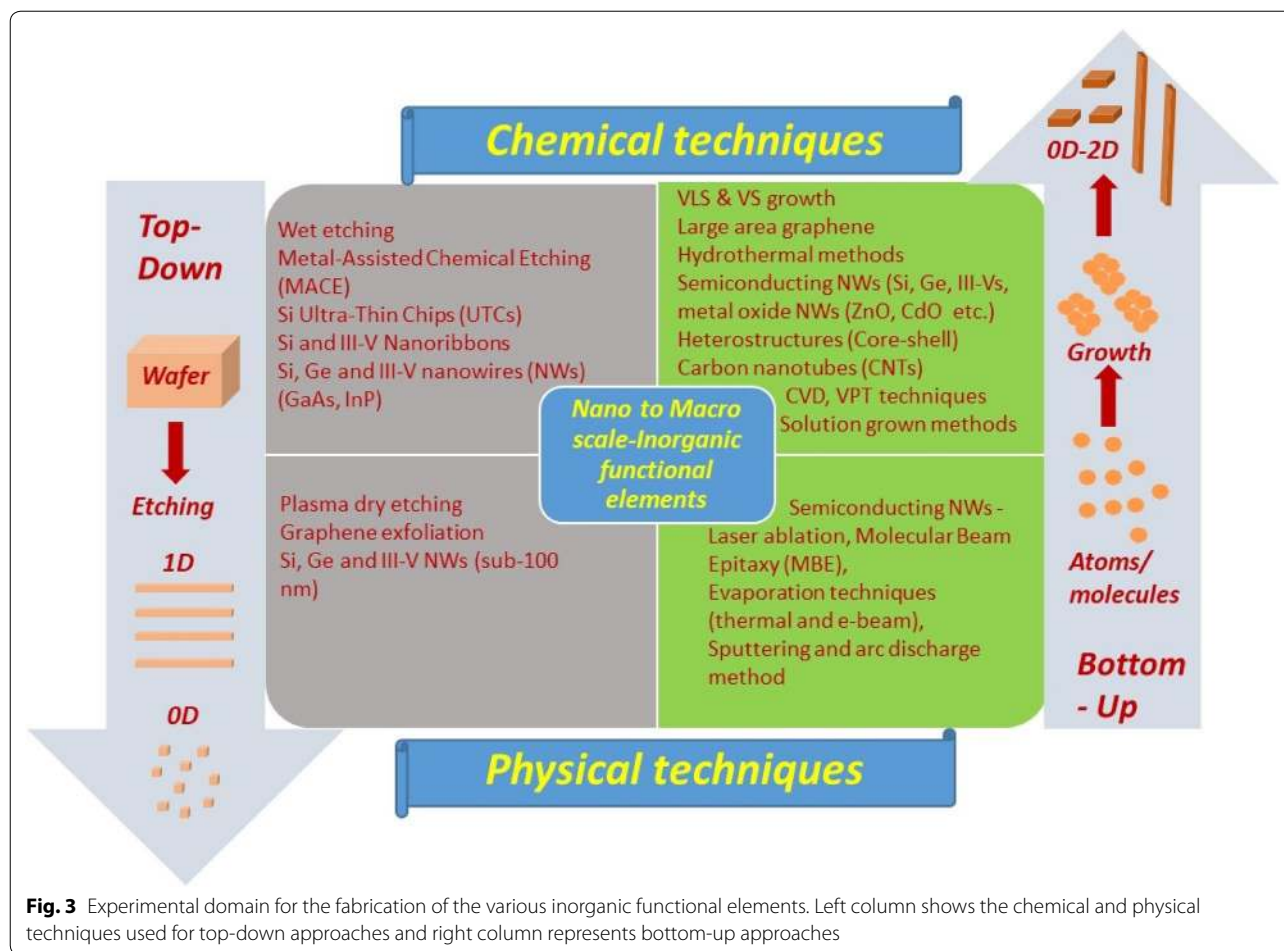 Chemical techniques
Top-
Down
Wafer
Etching
1D
0D
Wet etching
Metal-Assisted Chemical Etching
(MACE)
Si Ultra-Thin Chips (UTCs)
Si and III-V Nanoribbons
Si, Ge and III-V nanowires (NWs)
(GaAs, InP)
VLS & VS growth
Large area graphene
Hydrothermal methods
Semiconducting NWs (Si, Ge, III-Vs,
metal oxide NWs (ZnO, CdO etc.)
Heterostructures (Core-shell)
Carbon nanotubes (CNTs)
CVD, VPT techniques
Solution grown methods
Nano to Macro
scale-Inorganic
functional
elements
Plasma dry etching
Graphene exfoliation
Si, Ge and III-V NWs (sub-100
nm)
Semiconducting NWs -
Laser ablation, Molecular Beam
Epitaxy (MBE),
Evaporation techniques
(thermal and e-beam),
Sputtering and arc discharge
method
0D-2D
Growth
Atoms/
molecules
Bottom
- Up
Physical techniques
Fig. 3 Experimental domain for the fabrication of the various inorganic functional elements. Left column shows the chemical and physical
techniques used for top-down approaches and right column represents bottom-up approaches